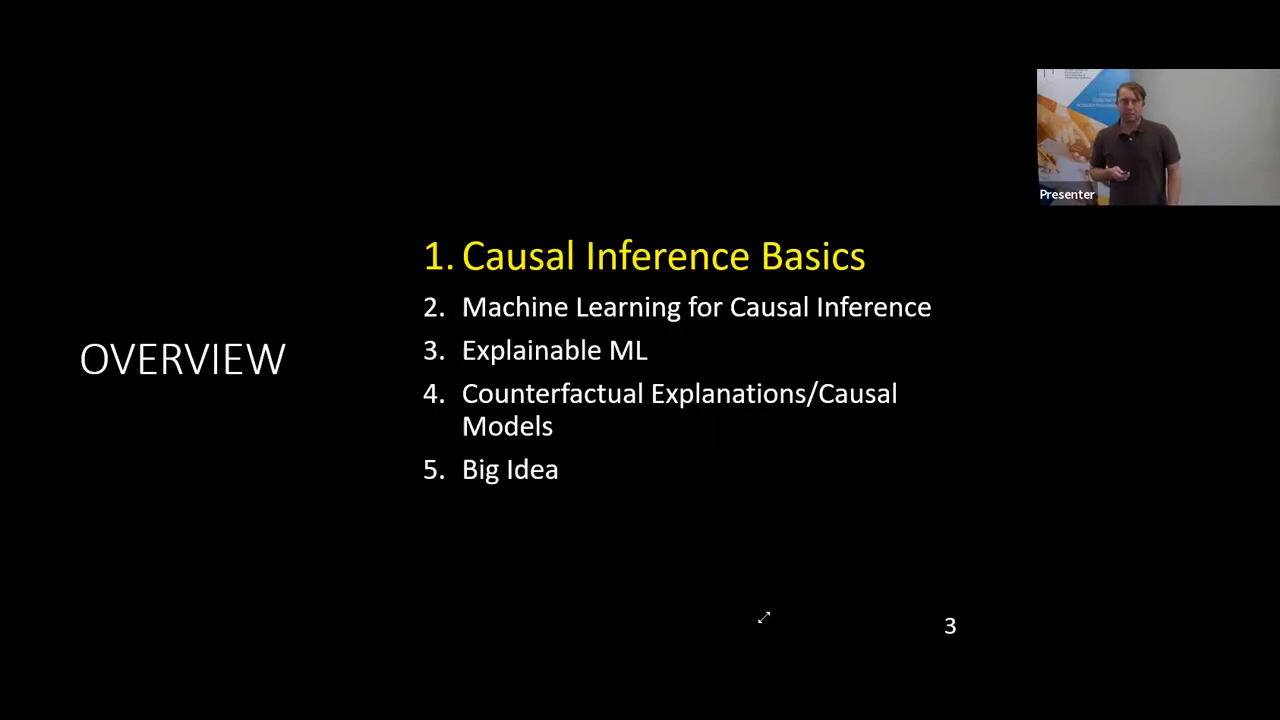 Presenter
1. Causal Inference Basics
2. Machine Learning for Causal Inference
3. Explainable ML
4. Counterfactual Explanations/Causal
Models
5. Big Idea
OVERVIEW
3